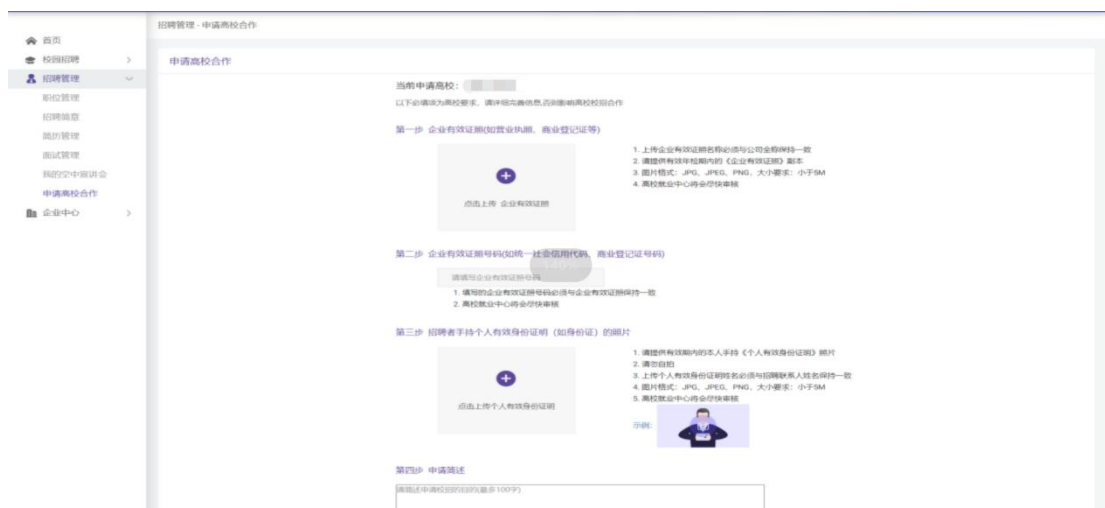 招聘管理 - 申请高校合作
首页
校园招聘
招聘管理
职位管理
招聘简章
简历管理
面试管理
我的空中宣讲会
申请高校合作
企业中心
申请高校合作
当前申请高校：
以下必填项为高校要求，请详细完善信息,否则影响高校校招合作
第一步 企业有效证照(如营业执照、商业登记证等)
点击上传 企业有效证照
1. 上传企业有效证照名称必须与公司全称保持一致
2. 请提供有效年检期内的《企业有效证照》副本
3. 图片格式：JPG、JPEG、PNG，大小要求：小于5M
4. 高校就业中心将会尽快审核
第二步 企业有效证照号码(如统一社会信用代码、商业登记证号码)
请填写企业有效证照号码
1. 填写的企业有效证照号码必须与企业有效证照保持一致
2. 高校就业中心将会尽快审核
第三步 招聘者手持个人有效身份证明（如身份证）的照片
点击上传个人有效身份证明
1. 请提供有效期内的本人手持《个人有效身份证明》照片
2. 请勿自拍
3. 上传个人有效身份证明姓名必须与招聘联系人姓名保持一致
4. 图片格式：JPG、JPEG、PNG，大小要求：小于5M
5. 高校就业中心将会尽快审核
示例：
第四步 申请简述
请简述申请校招的目的(最多100字)